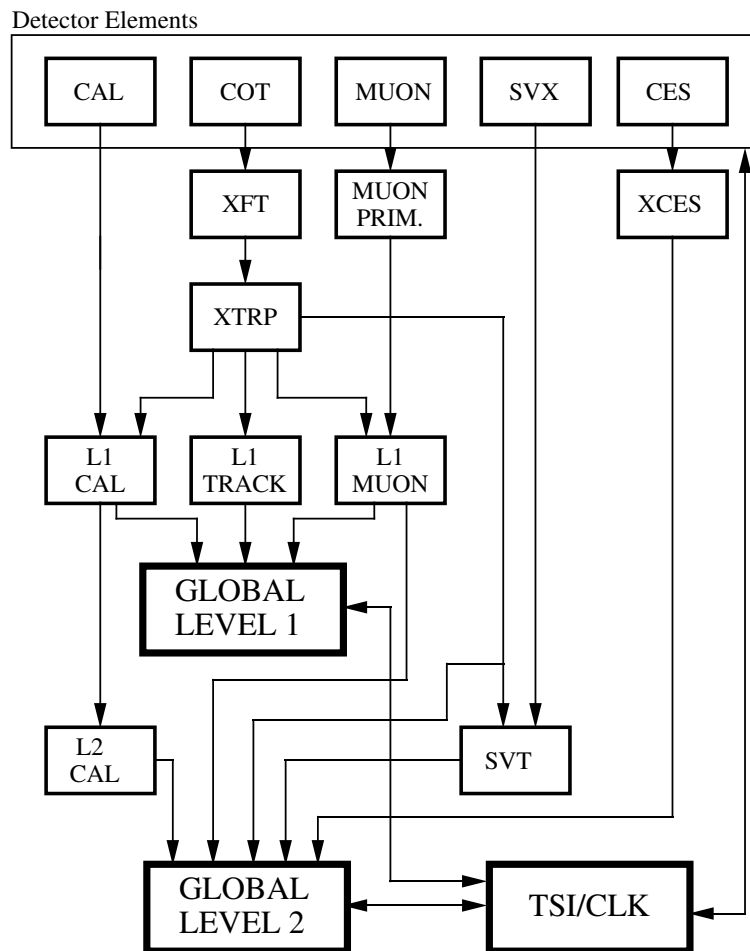 Detector Elements
CAL
COT
MUON
SVX
CES
XFT
MUON
PRIM.
XCES
XTRP
L1
CAL
L1
TRACK
L1
MUON
GLOBAL
LEVEL 1
L2
CAL
SVT
GLOBAL
LEVEL 2
TSI/CLK